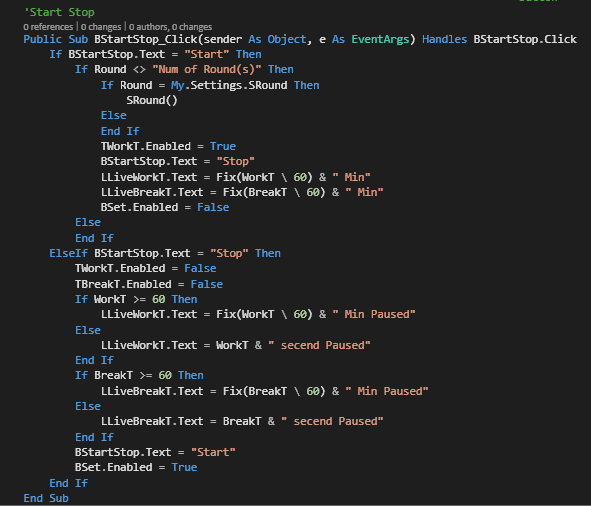 'Start Stop
0 references | 0 changes | 0 authors, 0 changes
Public Sub BStartStop_Click(sender As Object, e As EventArgs) Handles BStartStop.Click
    If BStartStop.Text = "Start" Then
        If Round <> "Num of Round(s)" Then
            If Round = My.Settings.SRound Then
                SRound()
            Else
            End If
            TWorkT.Enabled = True
            BStartStop.Text = "Stop"
            LLiveWorkT.Text = Fix(WorkT \ 60) & " Min"
            LLiveBreakT.Text = Fix(BreakT \ 60) & " Min"
            BSet.Enabled = False
        Else
        End If
    ElseIf BStartStop.Text = "Stop" Then
        TWorkT.Enabled = False
        TBreakT.Enabled = False
        If WorkT >= 60 Then
            LLiveWorkT.Text = Fix(WorkT \ 60) & " Min Paused"
        Else
            LLiveWorkT.Text = WorkT & " secend Paused"
        End If
        If BreakT >= 60 Then
            LLiveBreakT.Text = Fix(BreakT \ 60) & " Min Paused"
        Else
            LLiveBreakT.Text = BreakT & " secend Paused"
        End If
        BStartStop.Text = "Start"
        BSet.Enabled = True
    End If
End Sub